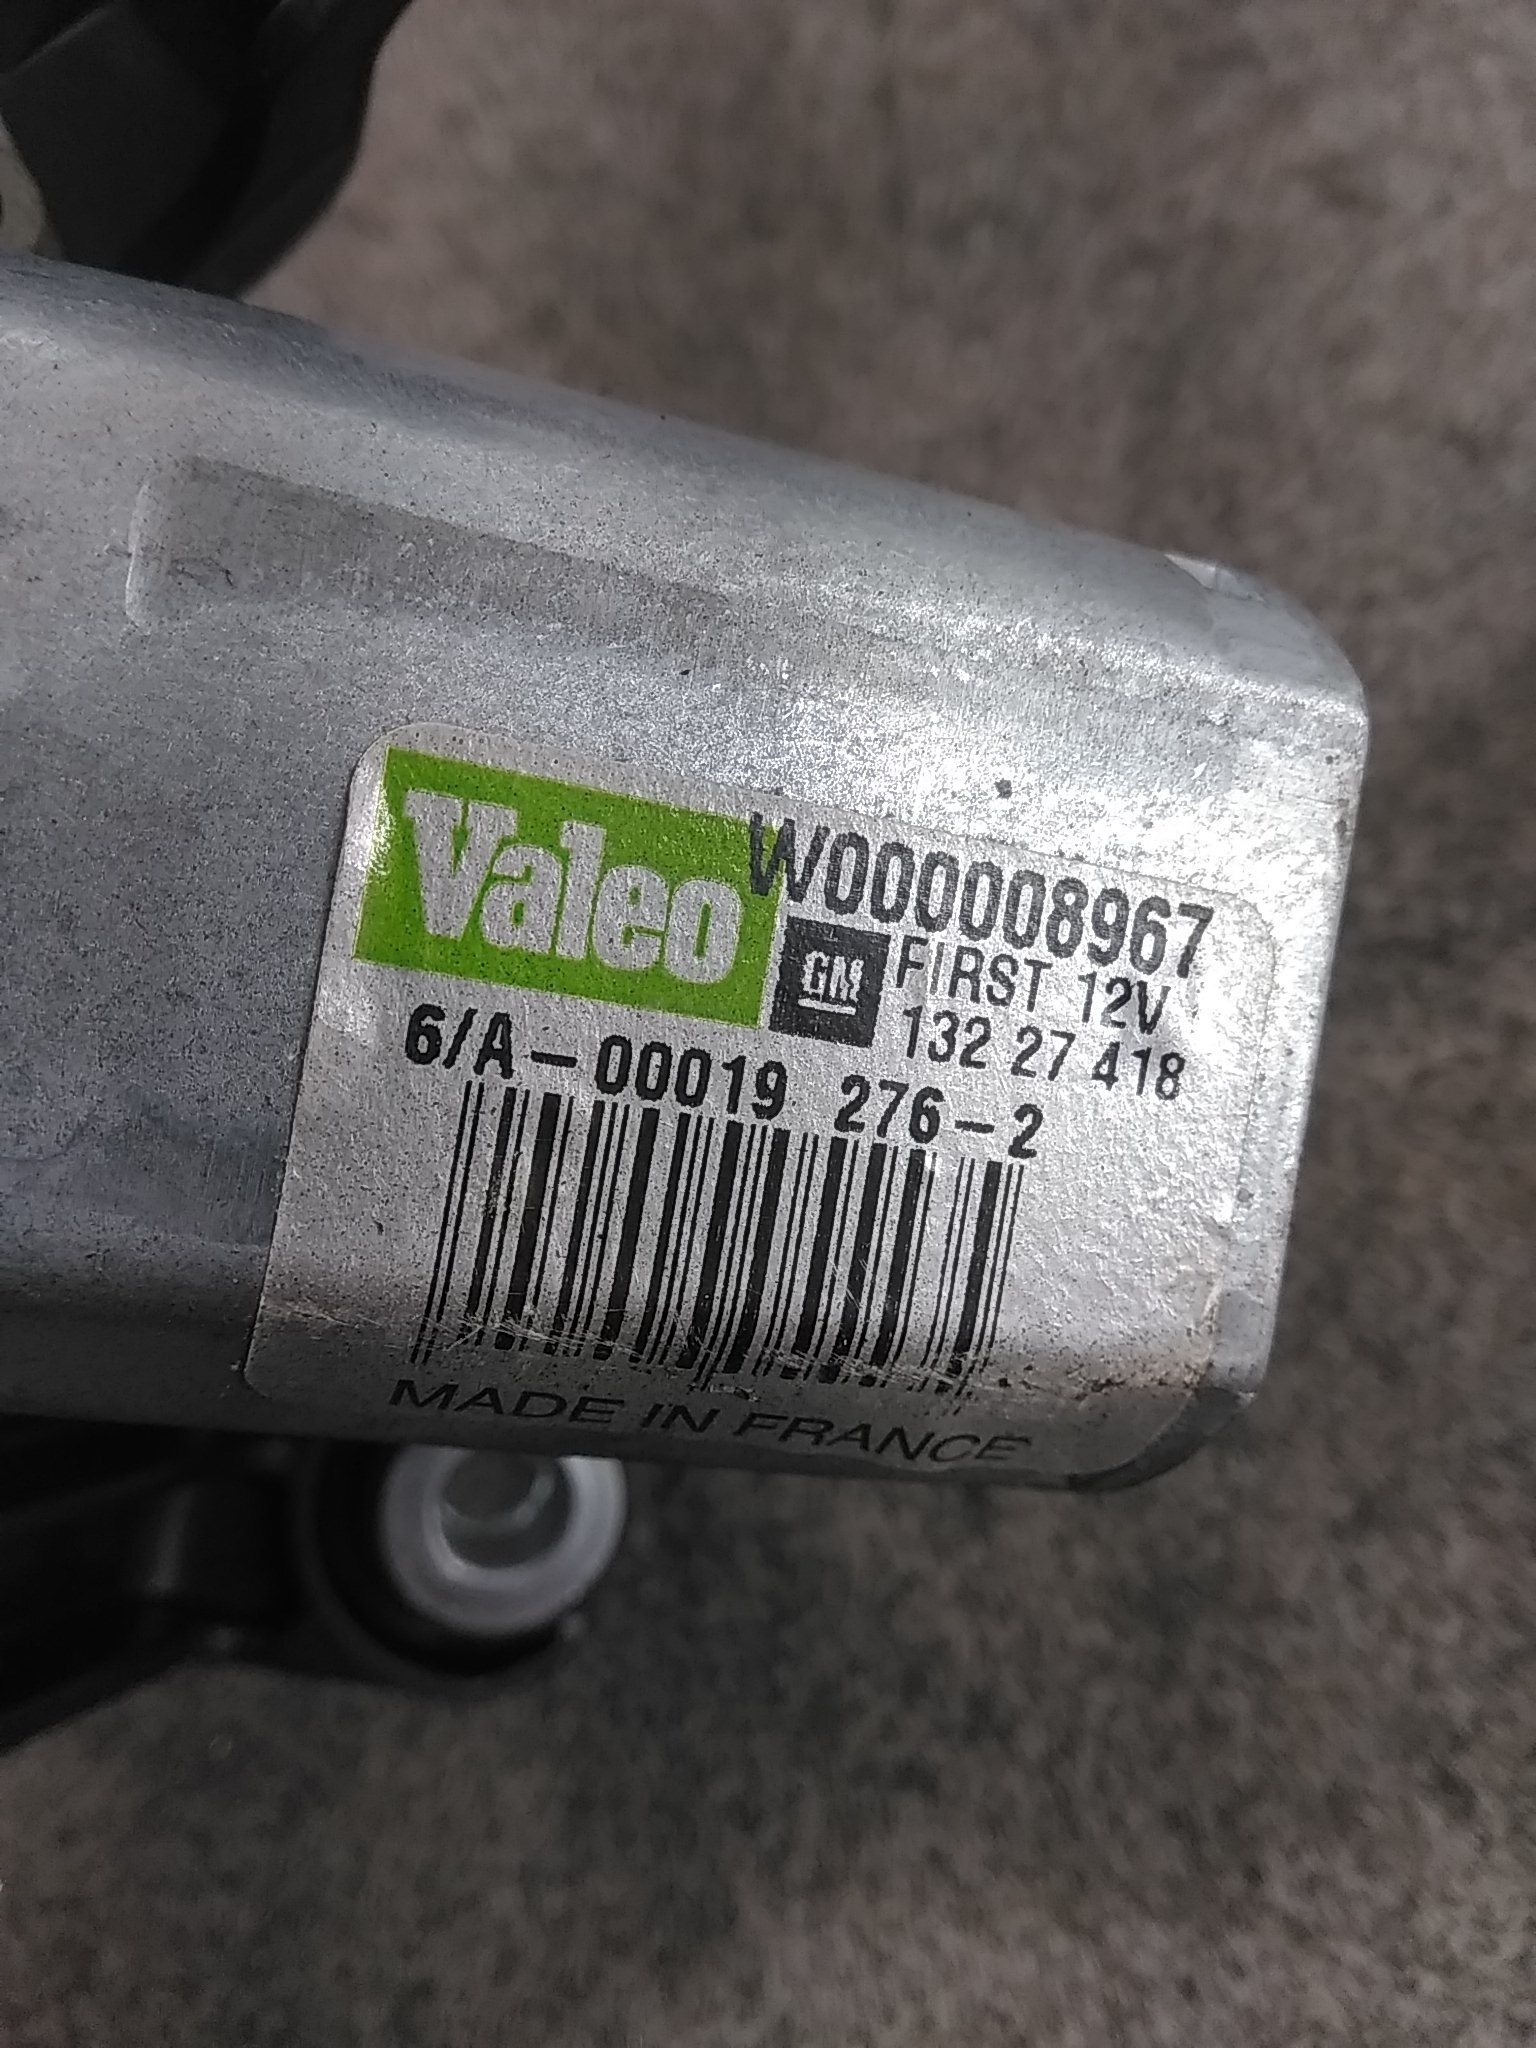 Valeo W000008967
GM FIRST 12V
132 27 418
6/A-00019 276-2
MADE IN FRANCE